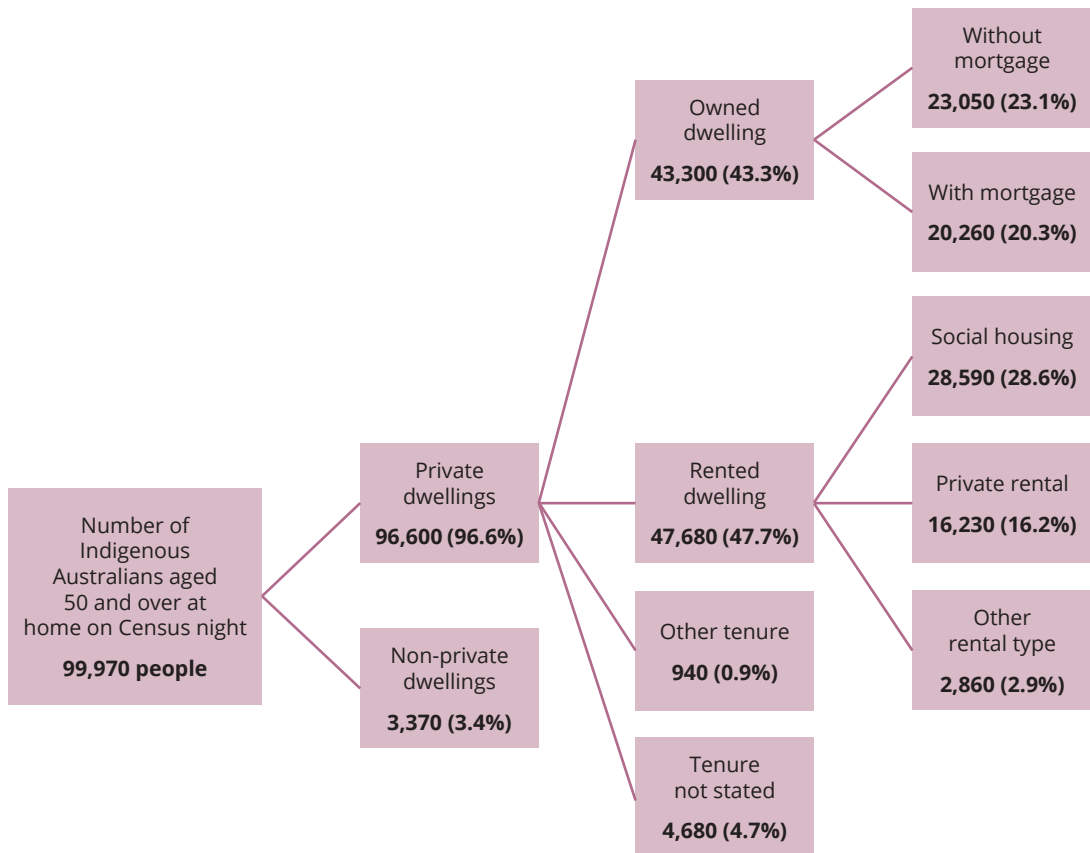 Number of
Indigenous
Australians aged
50 and over at
home on Census night
99,970 people
Private
dwellings
96,600 (96.6%)
Non-private
dwellings
3,370 (3.4%)
Owned
dwelling
43,300 (43.3%)
Rented
dwelling
47,680 (47.7%)
Other tenure
940 (0.9%)
Tenure
not stated
4,680 (4.7%)
Without
mortgage
23,050 (23.1%)
With mortgage
20,260 (20.3%)
Social housing
28,590 (28.6%)
Private rental
16,230 (16.2%)
Other
rental type
2,860 (2.9%)